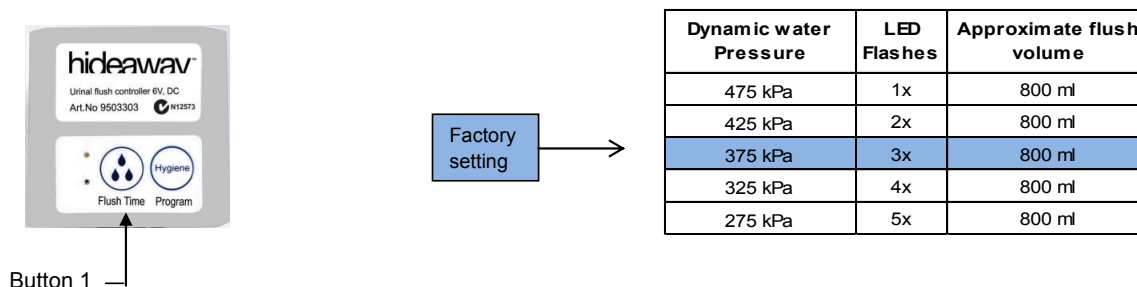 hideaway™
Urinal flush controller 6V, DC
Art.No 9503303 N12573
Hygiene
Flush Time Program
Button 1
Factory
setting
Dynamic water Pressure LED Flashes Approximate flush volume
475 kPa 1x 800 ml
425 kPa 2x 800 ml
375 kPa 3x 800 ml
325 kPa 4x 800 ml
275 kPa 5x 800 ml